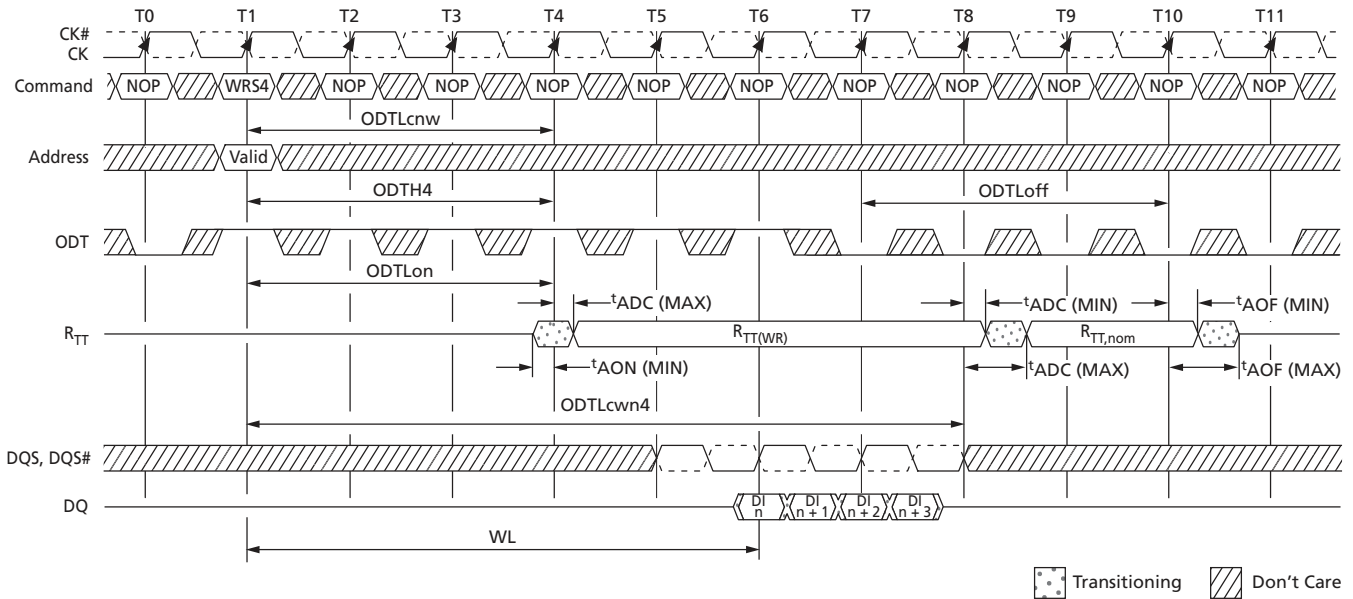 T0 T1 T2 T3 T4 T5 T6 T7 T8 T9 T10 T11
CK#
CK
Command NOP WRS4 NOP NOP NOP NOP NOP NOP NOP NOP NOP
ODTLcnw
Address Valid
ODTH4 ODTLoff
ODT
ODTLon
tADC (MAX) tADC (MIN) tAOF (MIN)
RTT RTT(WR) RTT,nom
tAON (MIN) tADC (MAX) tAOF (MAX)
ODTLcwn4
DQS, DQS#
DQ DI n DI n + 1 DI n + 2 DI n + 3
WL
Transitioning Don't Care